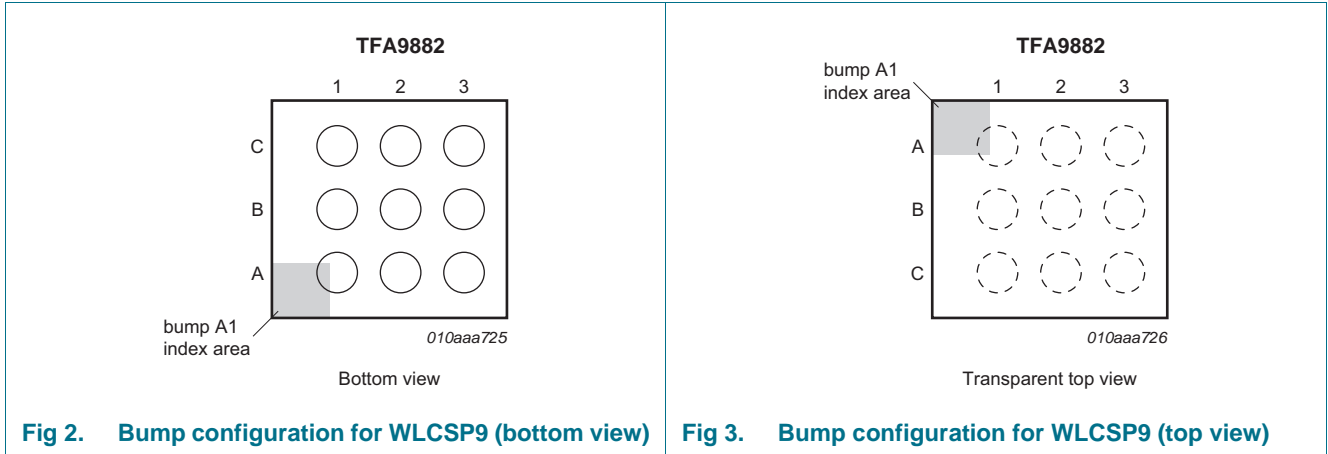 TFA9882
1 2 3
C
B
A
bump A1
index area
010aaa725
Bottom view
Fig 2. Bump configuration for WLCSP9 (bottom view)
TFA9882
bump A1
index area
1 2 3
A
B
C
010aaa726
Transparent top view
Fig 3. Bump configuration for WLCSP9 (top view)